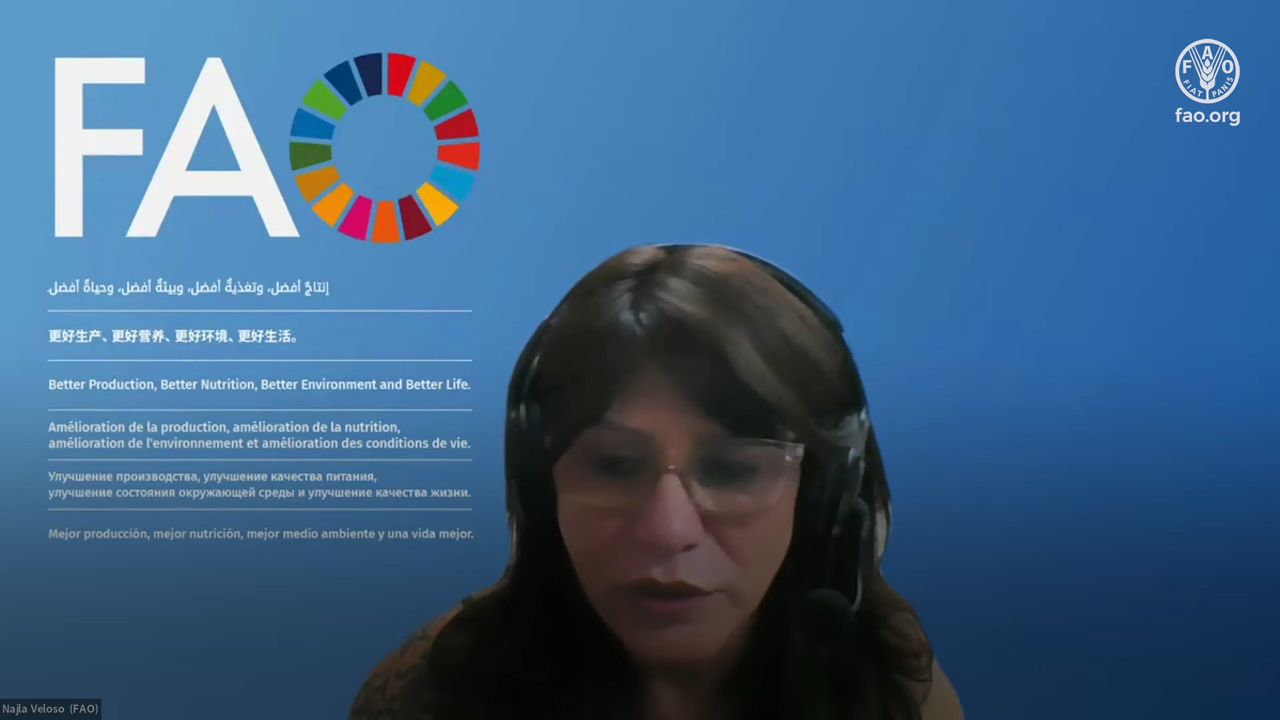 FAO
FAO
FIAT PANIS
fao.org
إنتاجٌ أفضل، وتغذيةٌ أفضل، وبيئةٌ أفضل، وحياةٌ أفضل.
更好生产、更好营养、更好环境、更好生活。
Better Production, Better Nutrition, Better Environment and Better Life.
Amélioration de la production, amélioration de la nutrition,
amélioration de l'environnement et amélioration des conditions de vie.
Улучшение производства, улучшение качества питания,
улучшение состояния окружающей среды и улучшение качества жизни.
Mejor producción, mejor nutrición, mejor medio ambiente y una vida mejor.
Najla Veloso (FAO)